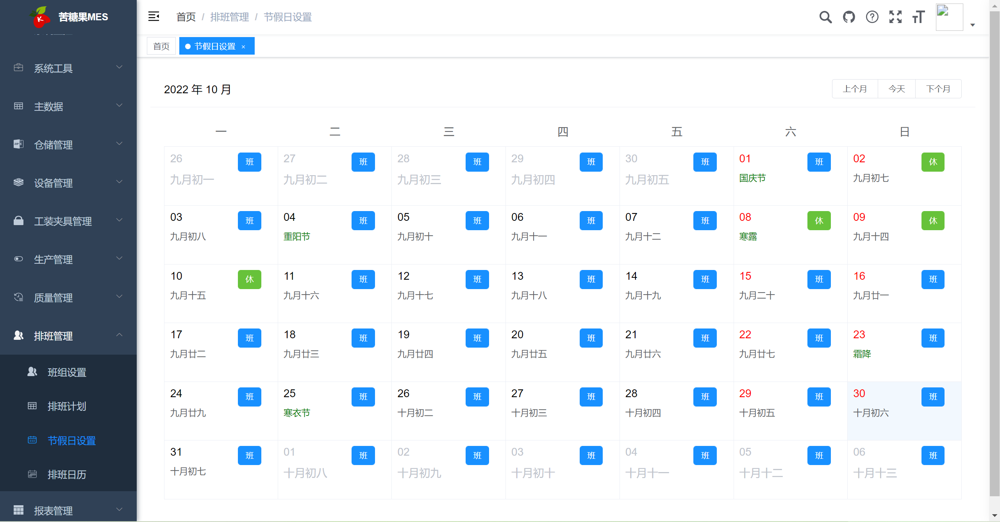 苦糖果MES
首页 / 排班管理 / 节假日设置
首页
节假日设置 ×
系统工具
主数据
仓储管理
设备管理
工装夹具管理
生产管理
质量管理
排班管理
班组设置
排班计划
节假日设置
排班日历
报表管理
2022 年 10 月
上个月 今天 下个月
一 二 三 四 五 六 日
26 班 27 班 28 班 29 班 30 班 01 班 02 休
九月初一 九月初二 九月初三 九月初四 九月初五 国庆节 九月初七
03 班 04 班 05 班 06 班 07 班 08 休 09 休
九月初八 重阳节 九月初十 九月十一 九月十二 寒露 九月十四
10 休 11 班 12 班 13 班 14 班 15 班 16 班
九月十五 九月十六 九月十七 九月十八 九月十九 九月二十 九月廿一
17 班 18 班 19 班 20 班 21 班 22 班 23 班
九月廿二 九月廿三 九月廿四 九月廿五 九月廿六 九月廿七 霜降
24 班 25 班 26 班 27 班 28 班 29 班 30 班
九月廿九 寒衣节 十月初二 十月初三 十月初四 十月初五 十月初六
31 班 01 班 02 班 03 班 04 班 05 班 06 班
十月初七 十月初八 十月初九 十月初十 十月十一 十月十二 十月十三